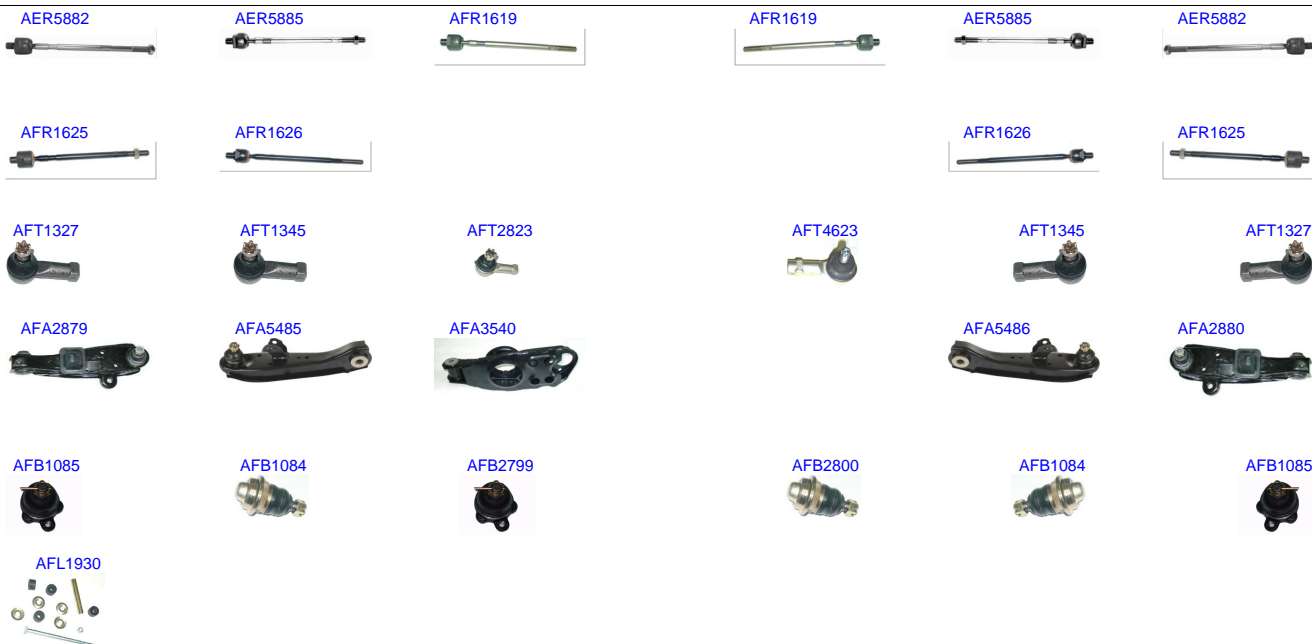 AER5882 AER5885 AFR1619 AFR1619 AER5885 AER5882
AFR1625 AFR1626 AFR1626 AFR1625
AFT1327 AFT1345 AFT2823 AFT4623 AFT1345 AFT1327
AFA2879 AFA5485 AFA3540 AFA5486 AFA2880
AFB1085 AFB1084 AFB2799 AFB2800 AFB1084 AFB1085
AFL1930